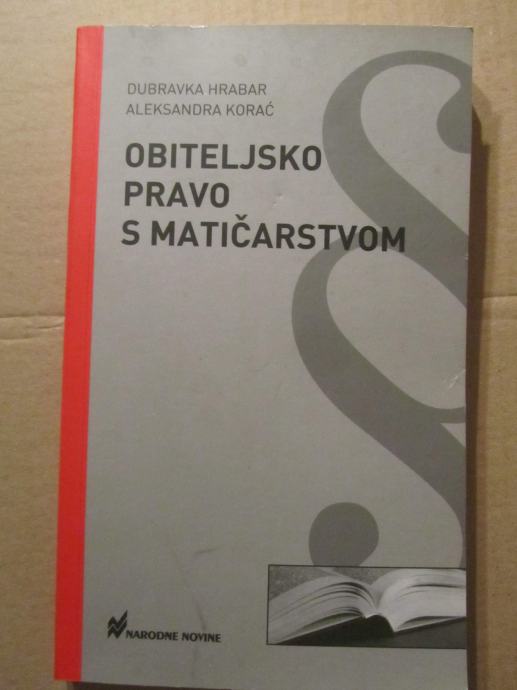 DUBRAVKA HRABAR
ALEKSANDRA KORAĆ
OBITELJSKO
PRAVO
S MATIČARSTVOM
§
NARODNE NOVINE